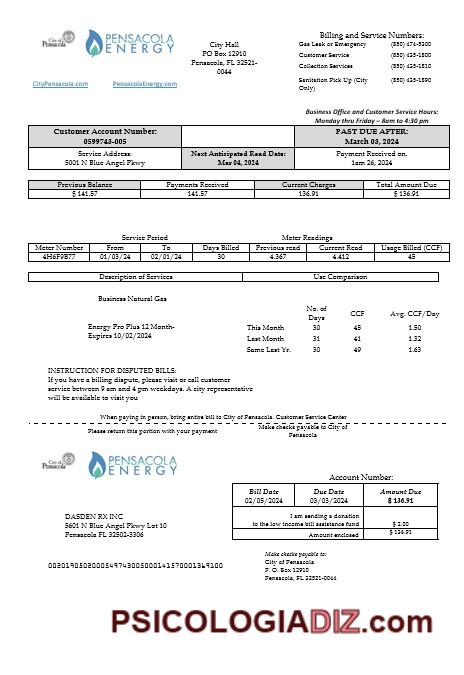 City of
Pensacola
PENSACOLA
ENERGY
City Hall
PO Box 12910
Pensacola, FL 32521-
0044
Billing and Service Numbers:
Gas Leak or Emergency (850) 474-5300
Customer Service (850) 435-1800
Collection Services (850) 435-1810
Sanitation Pick Up (City (850) 435-1890
Only)
CityPensacola.com PensacolaEnergy.com
Business Office and Customer Service Hours:
Monday thru Friday – 8am to 4:30 pm
Customer Account Number:
0599743-005
PAST DUE AFTER:
March 03, 2024
Service Address:
5001 N Blue Angel Pkwy
Next Anticipated Read Date:
Mar 04, 2024
Payment Received on.
1am 26, 2024
Previous Balance Payments Received Current Charges Total Amount Due
$ 141.57 141.57 136.91 $ 136.91
Service Period Meter Readings
Meter Number From To Days Billed Previous read Current Read Usage Billed (CCF)
4H6F9B77 01/03/24 02/01/24 30 4.367 4.412 45
Description of Services Use Comparison
Business Natural Gas
No. of
Days CCF Avg. CCF/Day
Energy Pro Plus 12 Month-
Expires 10/02/2024
This Month 30 45 1.50
Last Month 31 41 1.32
Same Last Yr. 30 49 1.63
INSTRUCTION FOR DISPUTED BILLS:
If you have a billing dispute, please visit or call customer
service between 9 am and 4 pm weekdays. A city representative
will be available to visit you
When paying in person, bring entire bill to City of Pensacola. Customer Service Center
Please return this portion with your payment
Make checks payable to City of
Pensacola
City of
Pensacola
PENSACOLA
ENERGY
Account Number:
Bill Date Due Date Amount Due
02/05/2024 03/03/2024 $ 136.91
I am sending a donation
to the low income bill assistance fund $ 2.00
Amount enclosed $ 136.91
DASDEN RX INC
5601 N Blue Angel Pkwy Lot 10
Pensacola FL 32502-3306
Make checks payable to:
City of Pensacola
P. O. Box 12910
Pensacola, FL 32521-0044
PSICOLOGIADIZ.com